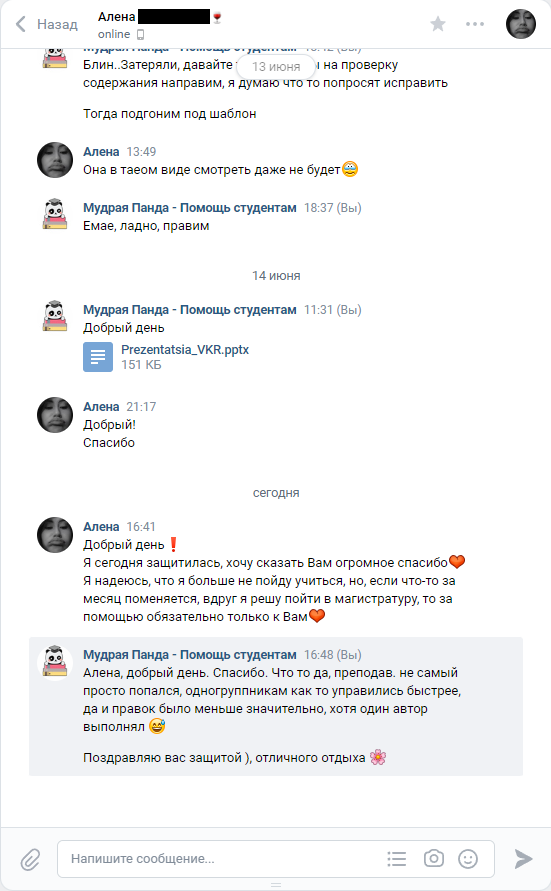 Назад
Алена
online
Мудрая Панда - Помощь студентам
13 июня
Блин..Затеряли, давайте на проверку
содержания направим, я думаю что то попросят исправить
Тогда подгоним под шаблон
Алена 13:49
Она в таеом виде смотреть даже не будет
Мудрая Панда - Помощь студентам 18:37 (Вы)
Емае, ладно, правим
14 июня
Мудрая Панда - Помощь студентам 11:31 (Вы)
Добрый день
Prezentatsia_VKR.pptx
151 КБ
Алена 21:17
Добрый!
Спасибо
сегодня
Алена 16:41
Добрый день❗
Я сегодня защитилась, хочу сказать Вам огромное спасибо
Я надеюсь, что я больше не пойду учиться, но, если что-то за
месяц поменяется, вдруг я решу пойти в магистратуру, то за
помощью обязательно только к Вам
Мудрая Панда - Помощь студентам 16:48 (Вы)
Алена, добрый день. Спасибо. Что то да, преподав. не самый
просто попался, одногруппникам как то управились быстрее,
да и правок было меньше значительно, хотя один автор
выполнял
Поздравляю вас защитой ), отличного отдыха
Напишите сообщение...